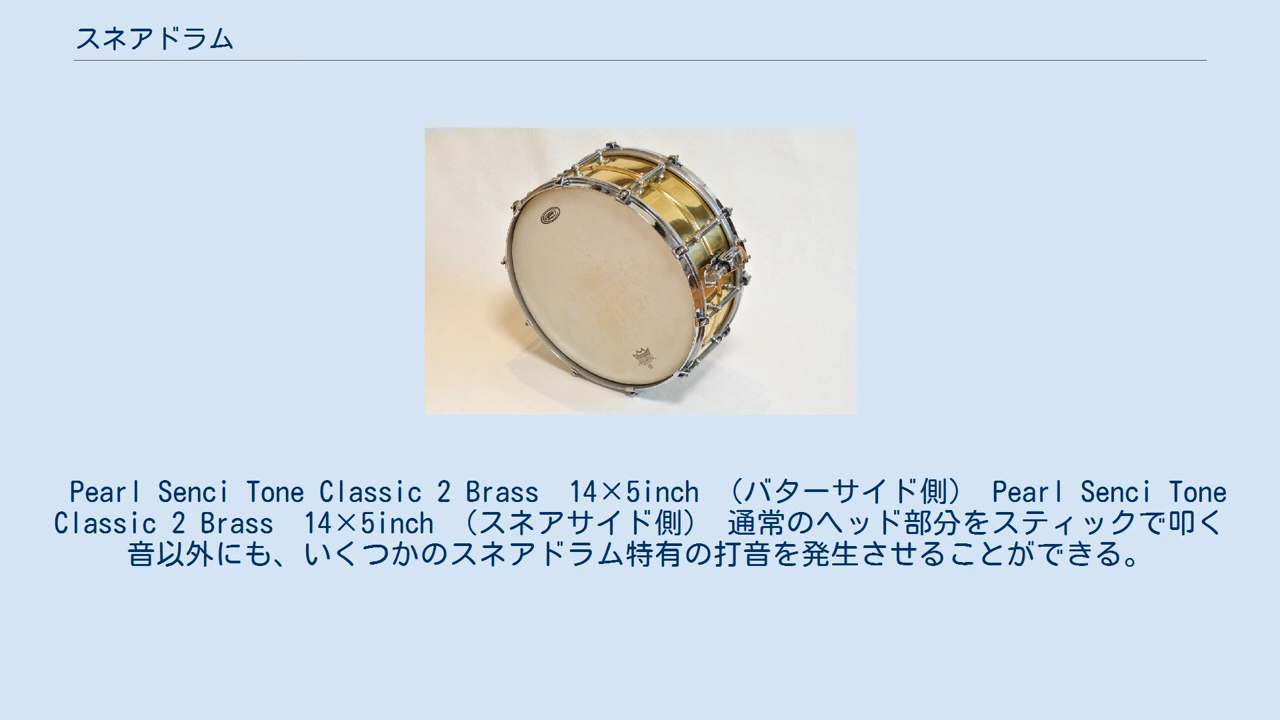 スネアドラム
Pearl Senci Tone Classic 2 Brass　14×5inch （バターサイド側） Pearl Senci Tone
Classic 2 Brass　14×5inch （スネアサイド側） 通常のヘッド部分をスティックで叩く
音以外にも、いくつかのスネアドラム特有の打音を発生させることができる。